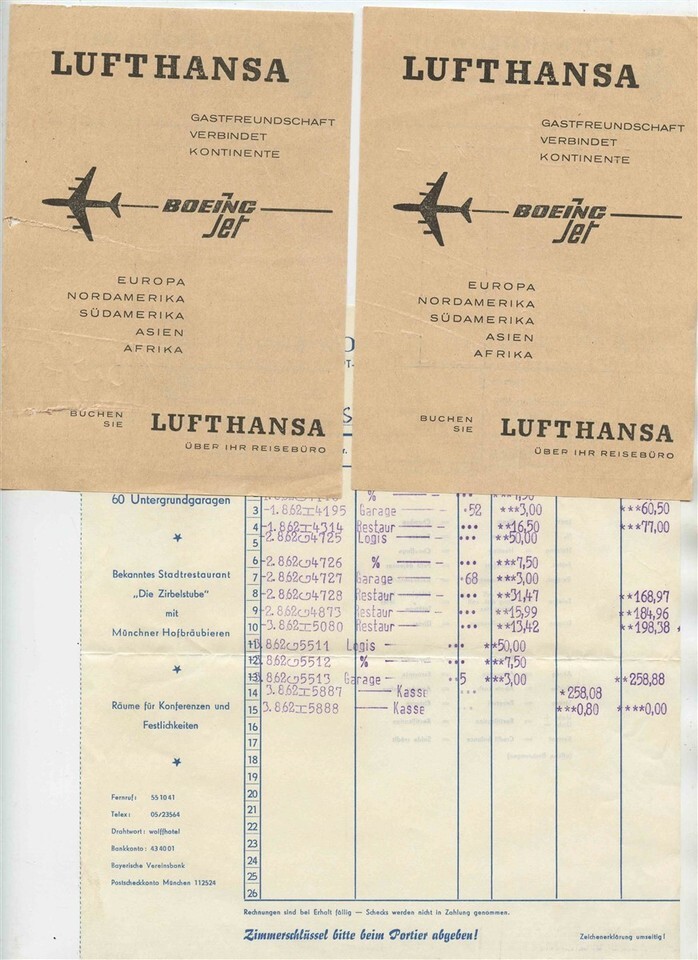 LUFTHANSA
GASTFREUNDSCHAFT
VERBINDET
KONTINENTE
BOEING
Jet
EUROPA
NORDAMERIKA
SÜDAMERIKA
ASIEN
AFRIKA
BUCHEN
SIE
LUFTHANSA
ÜBER IHR REISEBÜRO
LUFTHANSA
GASTFREUNDSCHAFT
VERBINDET
KONTINENTE
BOEING
Jet
EUROPA
NORDAMERIKA
SÜDAMERIKA
ASIEN
AFRIKA
BUCHEN
SIE
LUFTHANSA
ÜBER IHR REISEBÜRO
60 Untergrundgaragen
Bekanntes Stadtrestaurant
„Die Zirbelstube"
mit
Münchner Hofbräubieren
Räume für Konferenzen und
Festlichkeiten
Fernruf: 551041
Telex: 05/23564
Drahtwort: wolffhotel
Bankkonto: 434001
Bayerische Vereinsbank
Postscheckkonto München 112524
% ***7,50
3 -1.862 4195 Garage ·52 ***3,00 ***60,50
4 -1.862 4314 Restaur ··· **16,50 ***77,00
5 -2.862 4725 Logis ··· **50,00
6 -2.862 4726 % ··· ***7,50
7 -2.862 4727 Garage ·68 ***3,00
8 -2.862 4728 Restaur ··· **31,47 **168,97
9 -2.862 4873 Restaur ··· **15,99 **184,96
10 -3.862 5080 Restaur ··· **13,42 **198,38
11 3.862 5511 Logis ··· **50,00
12 3.862 5512 % ··· ***7,50
13 3.862 5513 Garage ··5 ***3,00 **258,88
14 3.862 5887 Kasse *258,08
15 3.862 5888 Kasse ***0,80 ****0,00
16
17
18
19
20
21
22
23
24
25
26
Rechnungen sind bei Erhalt fällig — Schecks werden nicht in Zahlung genommen.
Zimmerschlüssel bitte beim Portier abgeben!
Zeichenerklärung umseitig!